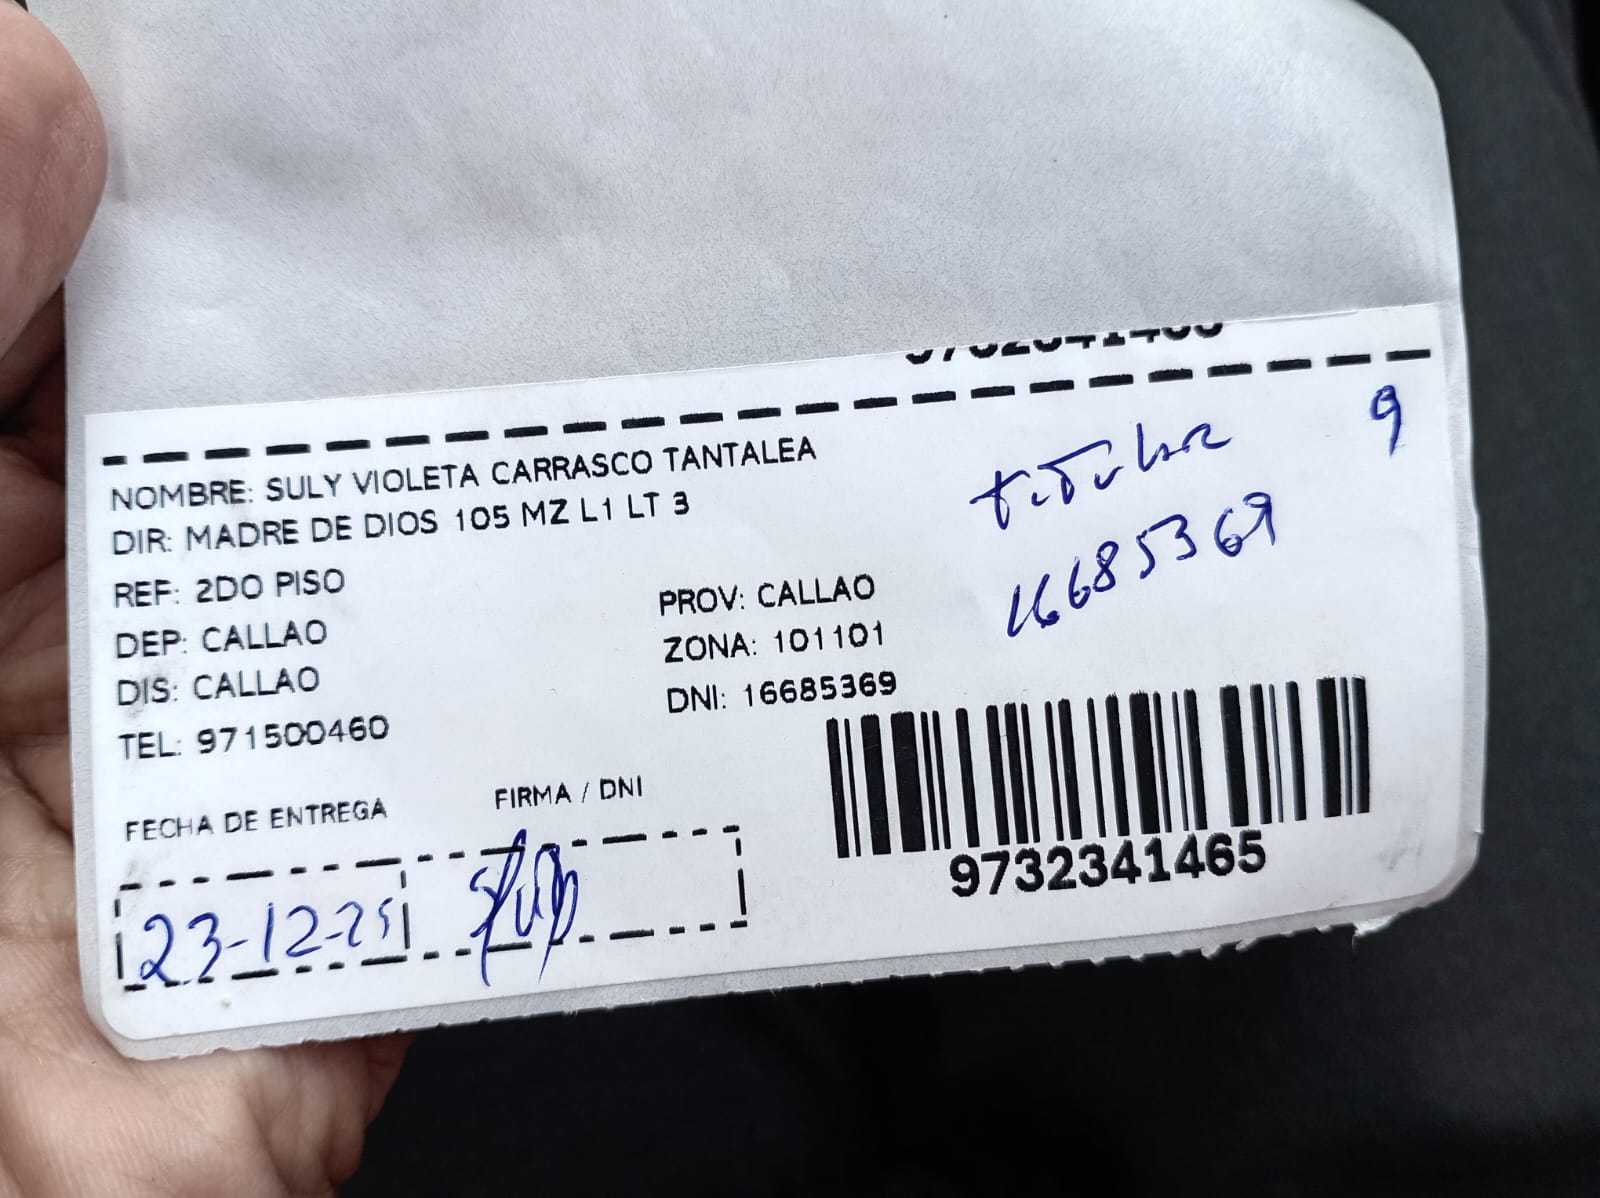 9732341465
NOMBRE: SULY VIOLETA CARRASCO TANTALEA
DIR: MADRE DE DIOS 105 MZ L1 LT 3
REF: 2DO PISO
DEP: CALLAO
DIS: CALLAO
TEL: 971500460
PROV: CALLAO
ZONA: 101101
DNI: 16685369
titular
16685369
9
FECHA DE ENTREGA
FIRMA / DNI
23-12-25
9732341465